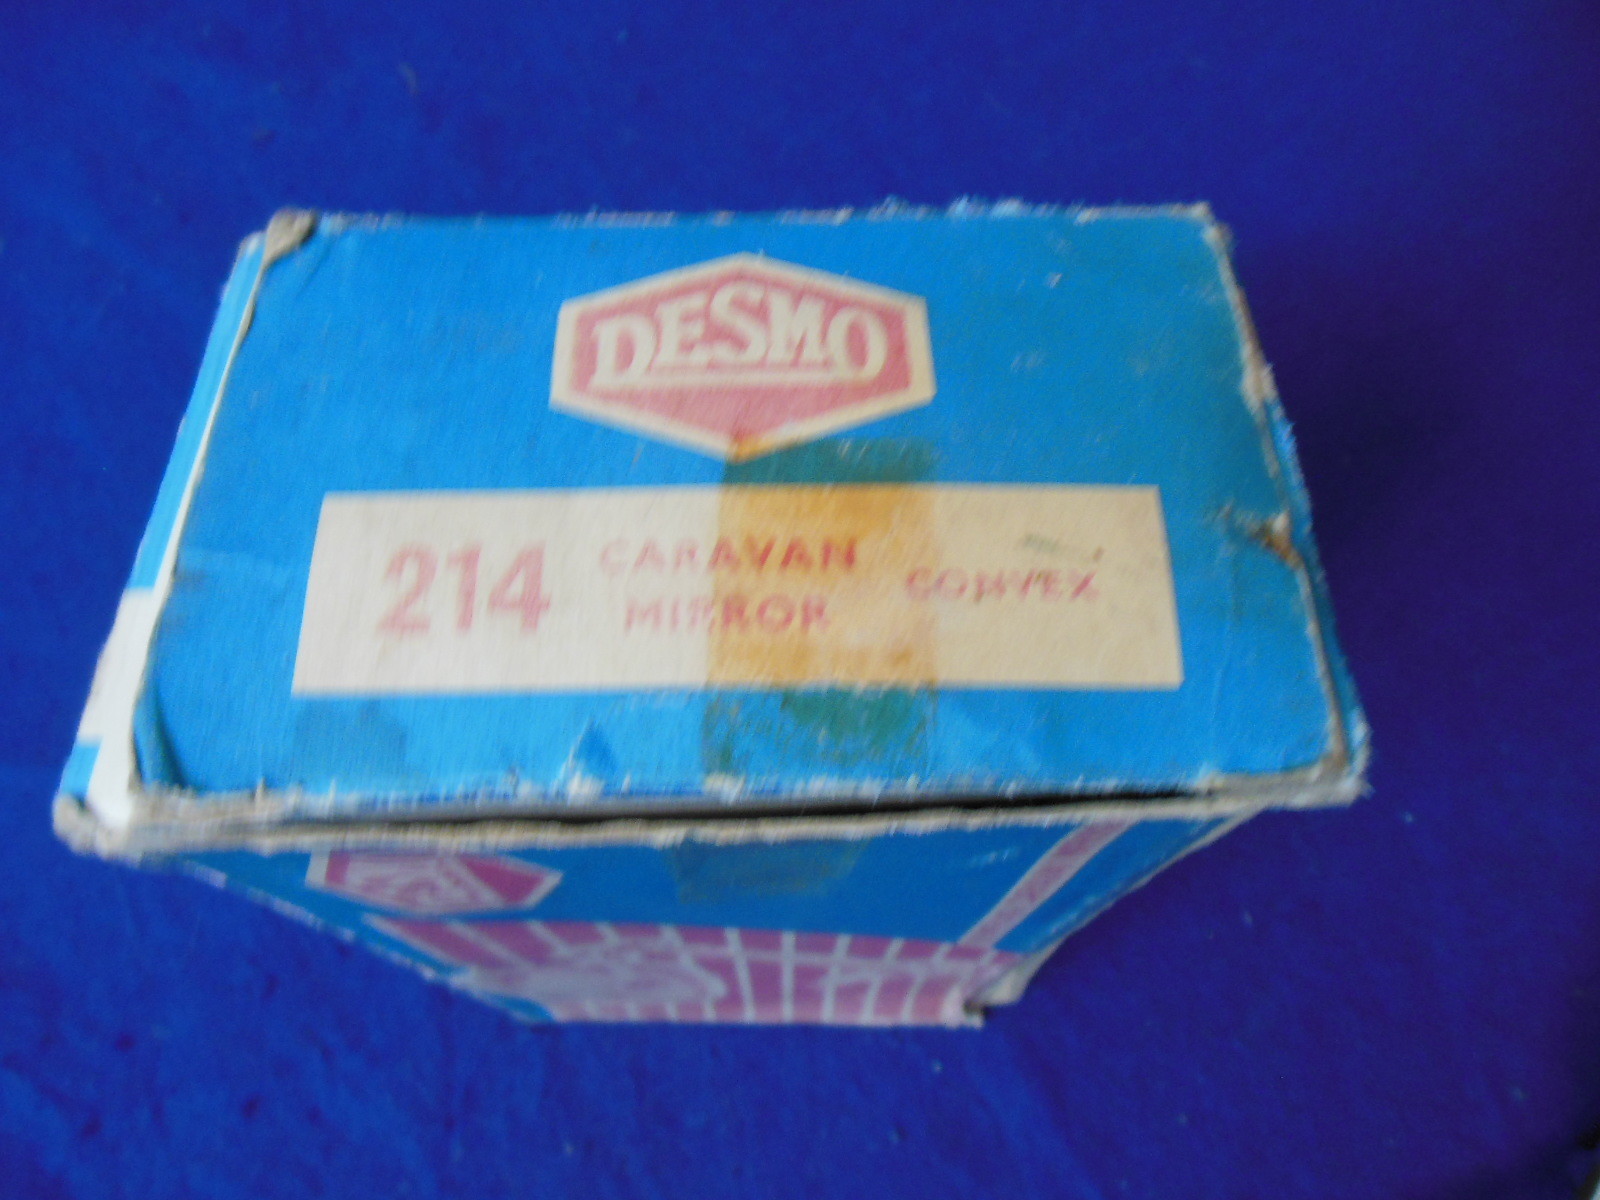 DESMO
214 CARAVAN MIRROR CONVEX